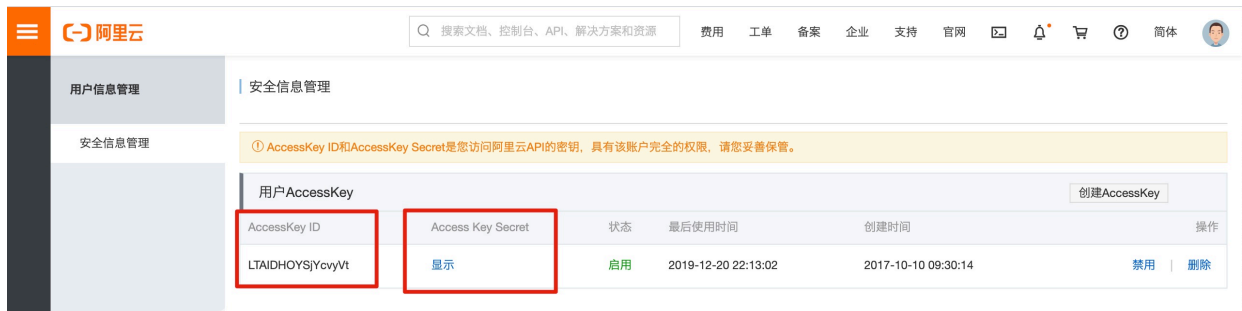 阿里云
搜索文档、控制台、API、解决方案和资源
费用 工单 备案 企业 支持 官网 简体
用户信息管理
安全信息管理
安全信息管理
AccessKey ID和AccessKey Secret是您访问阿里云API的密钥，具有该账户完全的权限，请您妥善保管。
用户AccessKey 创建AccessKey
AccessKey ID Access Key Secret 状态 最后使用时间 创建时间 操作
LTAIDHOYSjYcvyVt 显示 启用 2019-12-20 22:13:02 2017-10-10 09:30:14 禁用 | 删除